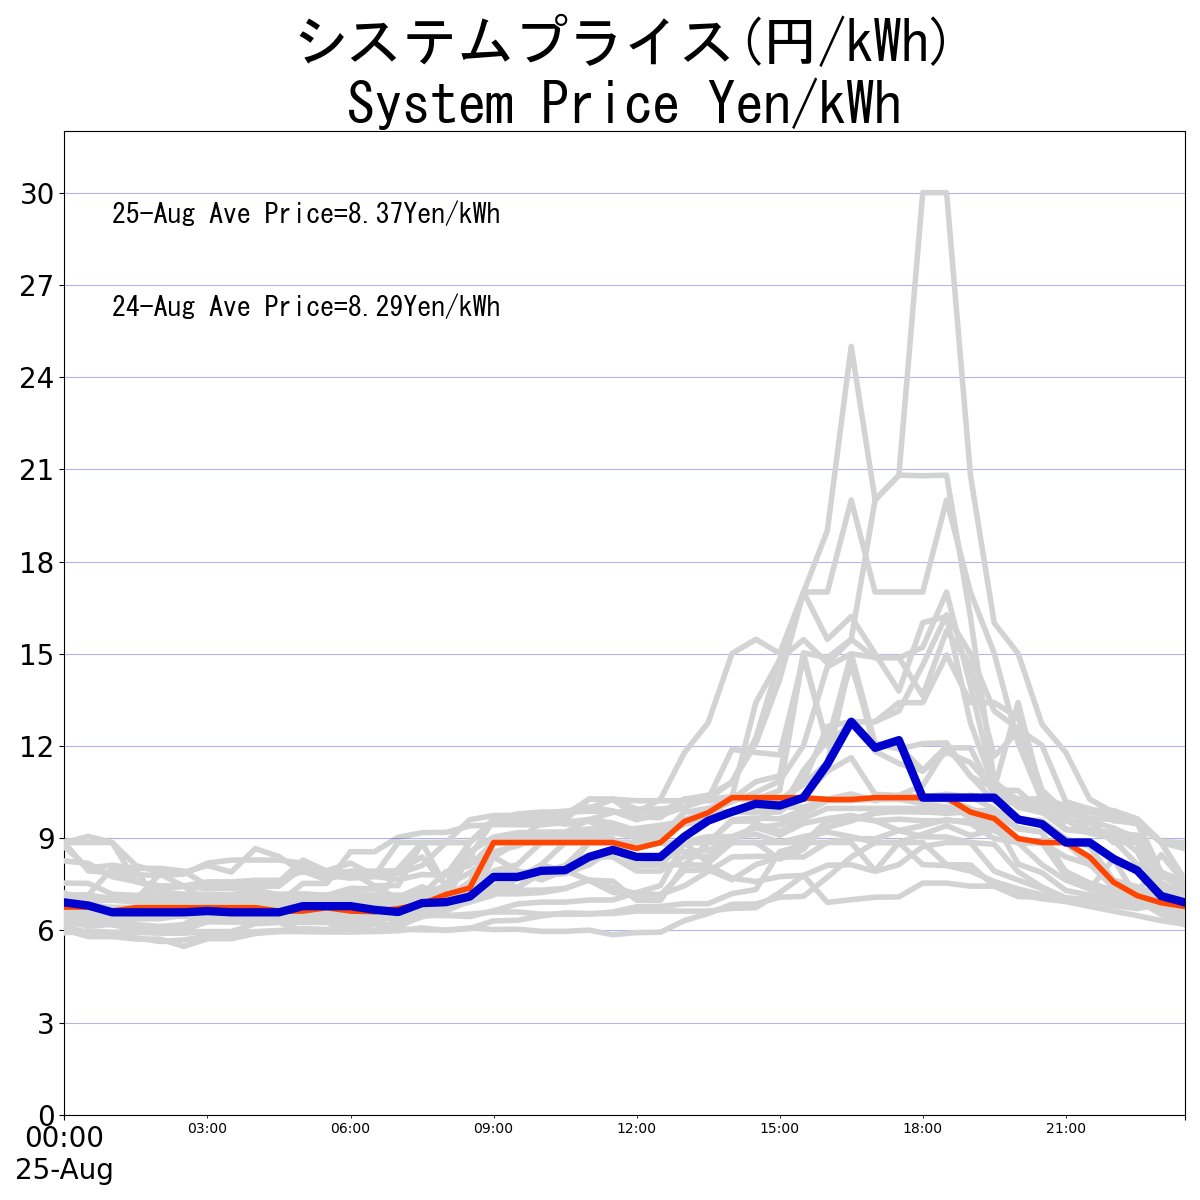 システムプライス(円/kWh)
System Price Yen/kWh
30
25-Aug Ave Price=8.37Yen/kWh
27
24-Aug Ave Price=8.29Yen/kWh
24
21
18
15
12
9
6
3
0
00:00 03:00 06:00 09:00 12:00 15:00 18:00 21:00
25-Aug